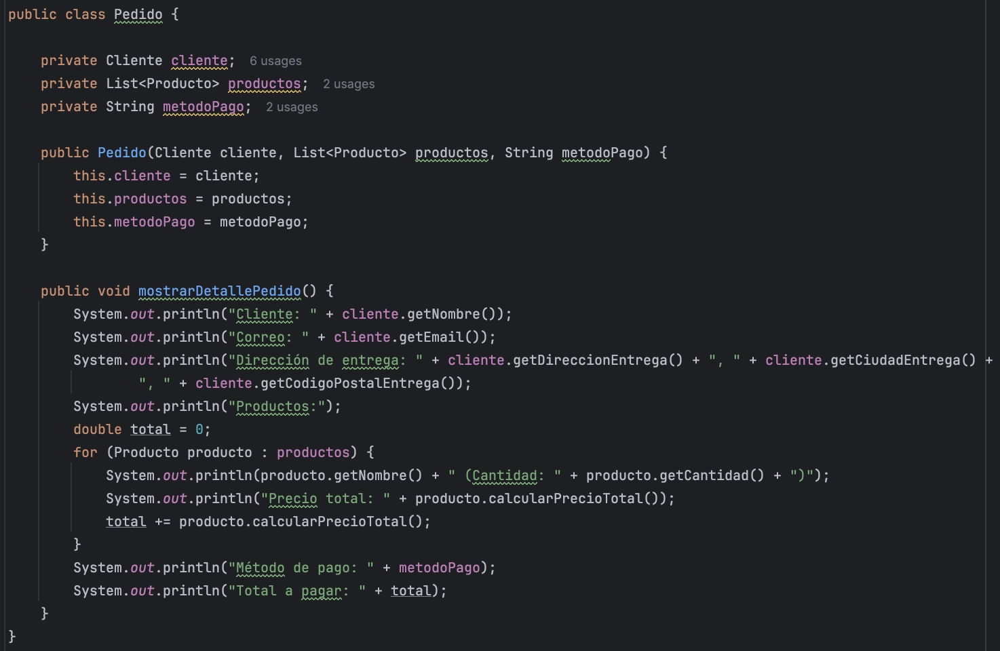 public class Pedido {
private Cliente cliente; 6 usages
private List<Producto> productos; 2 usages
private String metodoPago; 2 usages
public Pedido(Cliente cliente, List<Producto> productos, String metodoPago) {
this.cliente = cliente;
this.productos = productos;
this.metodoPago = metodoPago;
}
public void mostrarDetallePedido() {
System.out.println("Cliente: " + cliente.getNombre());
System.out.println("Correo: " + cliente.getEmail());
System.out.println("Dirección de entrega: " + cliente.getDireccionEntrega() + ", " + cliente.getCiudadEntrega() +
", " + cliente.getCodigoPostalEntrega());
System.out.println("Productos:");
double total = 0;
for (Producto producto : productos) {
System.out.println(producto.getNombre() + " (Cantidad: " + producto.getCantidad() + ")");
System.out.println("Precio total: " + producto.calcularPrecioTotal());
total += producto.calcularPrecioTotal();
}
System.out.println("Método de pago: " + metodoPago);
System.out.println("Total a pagar: " + total);
}
}